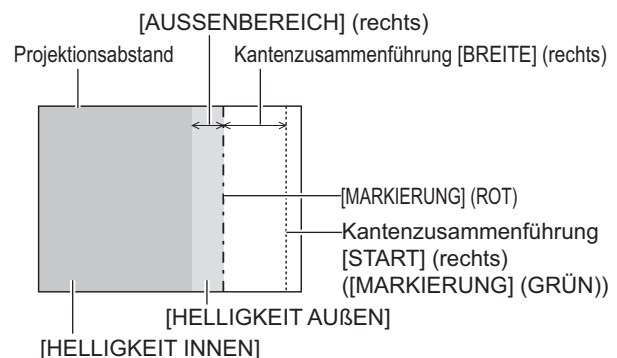 [AUSSENBEREICH] (rechts)
Projektionsabstand
Kantenzusammenführung [BREITE] (rechts)
[MARKIERUNG] (ROT)
Kantenzusammenführung
[START] (rechts)
([MARKIERUNG] (GRÜN))
[HELLIGKEIT AUßEN]
[HELLIGKEIT INNEN]